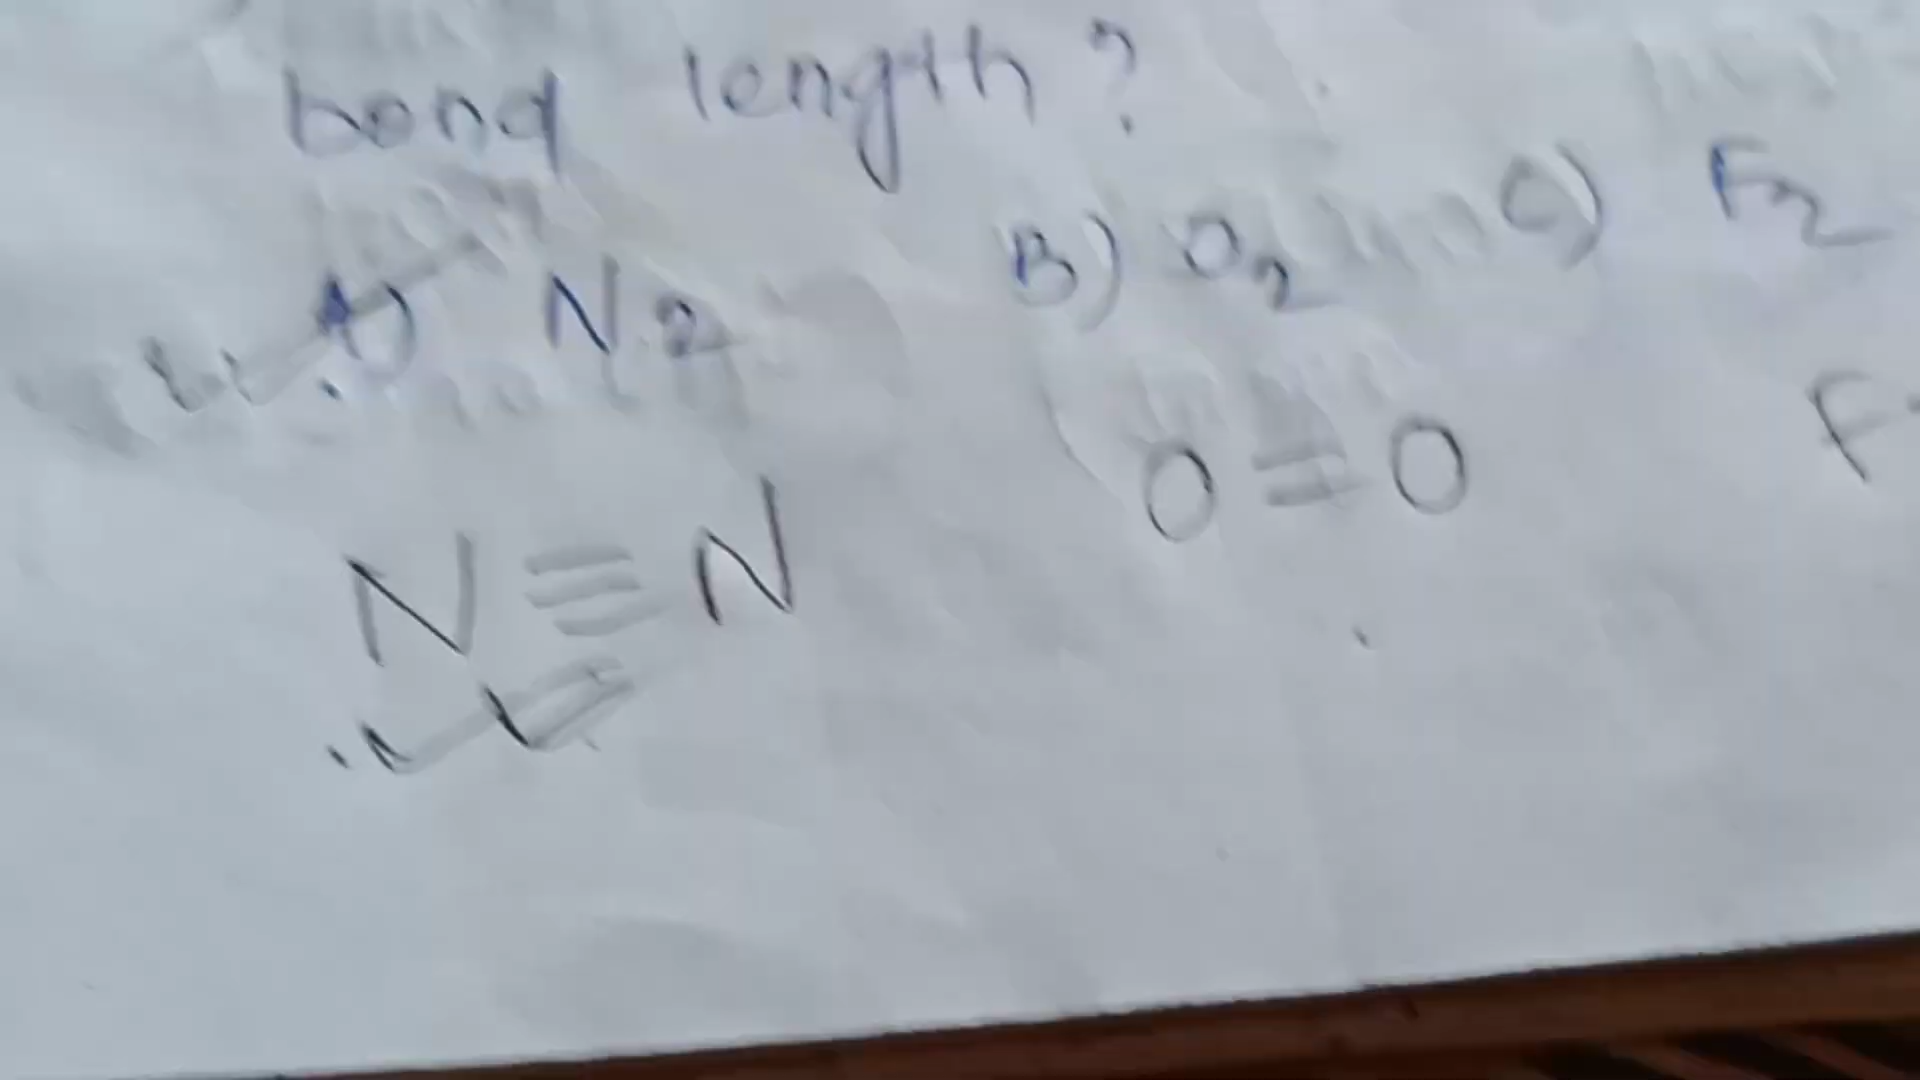 bond length?
A) N2 B) O2 C) F2
N≡N O=O F-